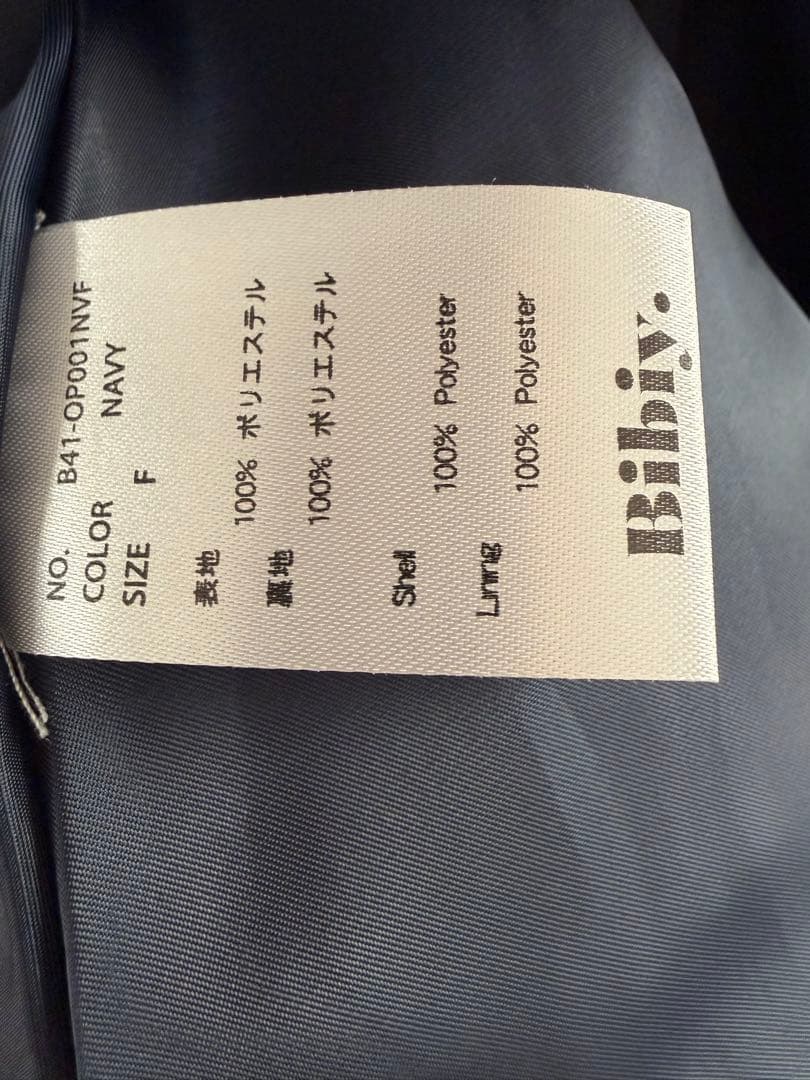 NO. B41-OP001NVF
COLOR NAVY
SIZE F
表地
100% ポリエステル
裏地
100% ポリエステル
Shell
100% Polyester
Lining
100% Polyester
Bibiy.